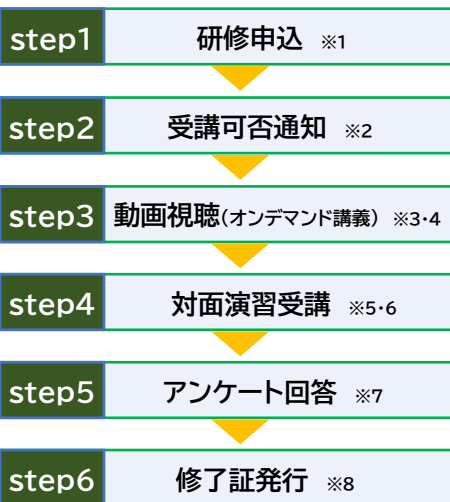 step1 研修申込 ※1
step2 受講可否通知 ※2
step3 動画視聴(オンデマンド講義) ※3・4
step4 対面演習受講 ※5・6
step5 アンケート回答 ※7
step6 修了証発行 ※8